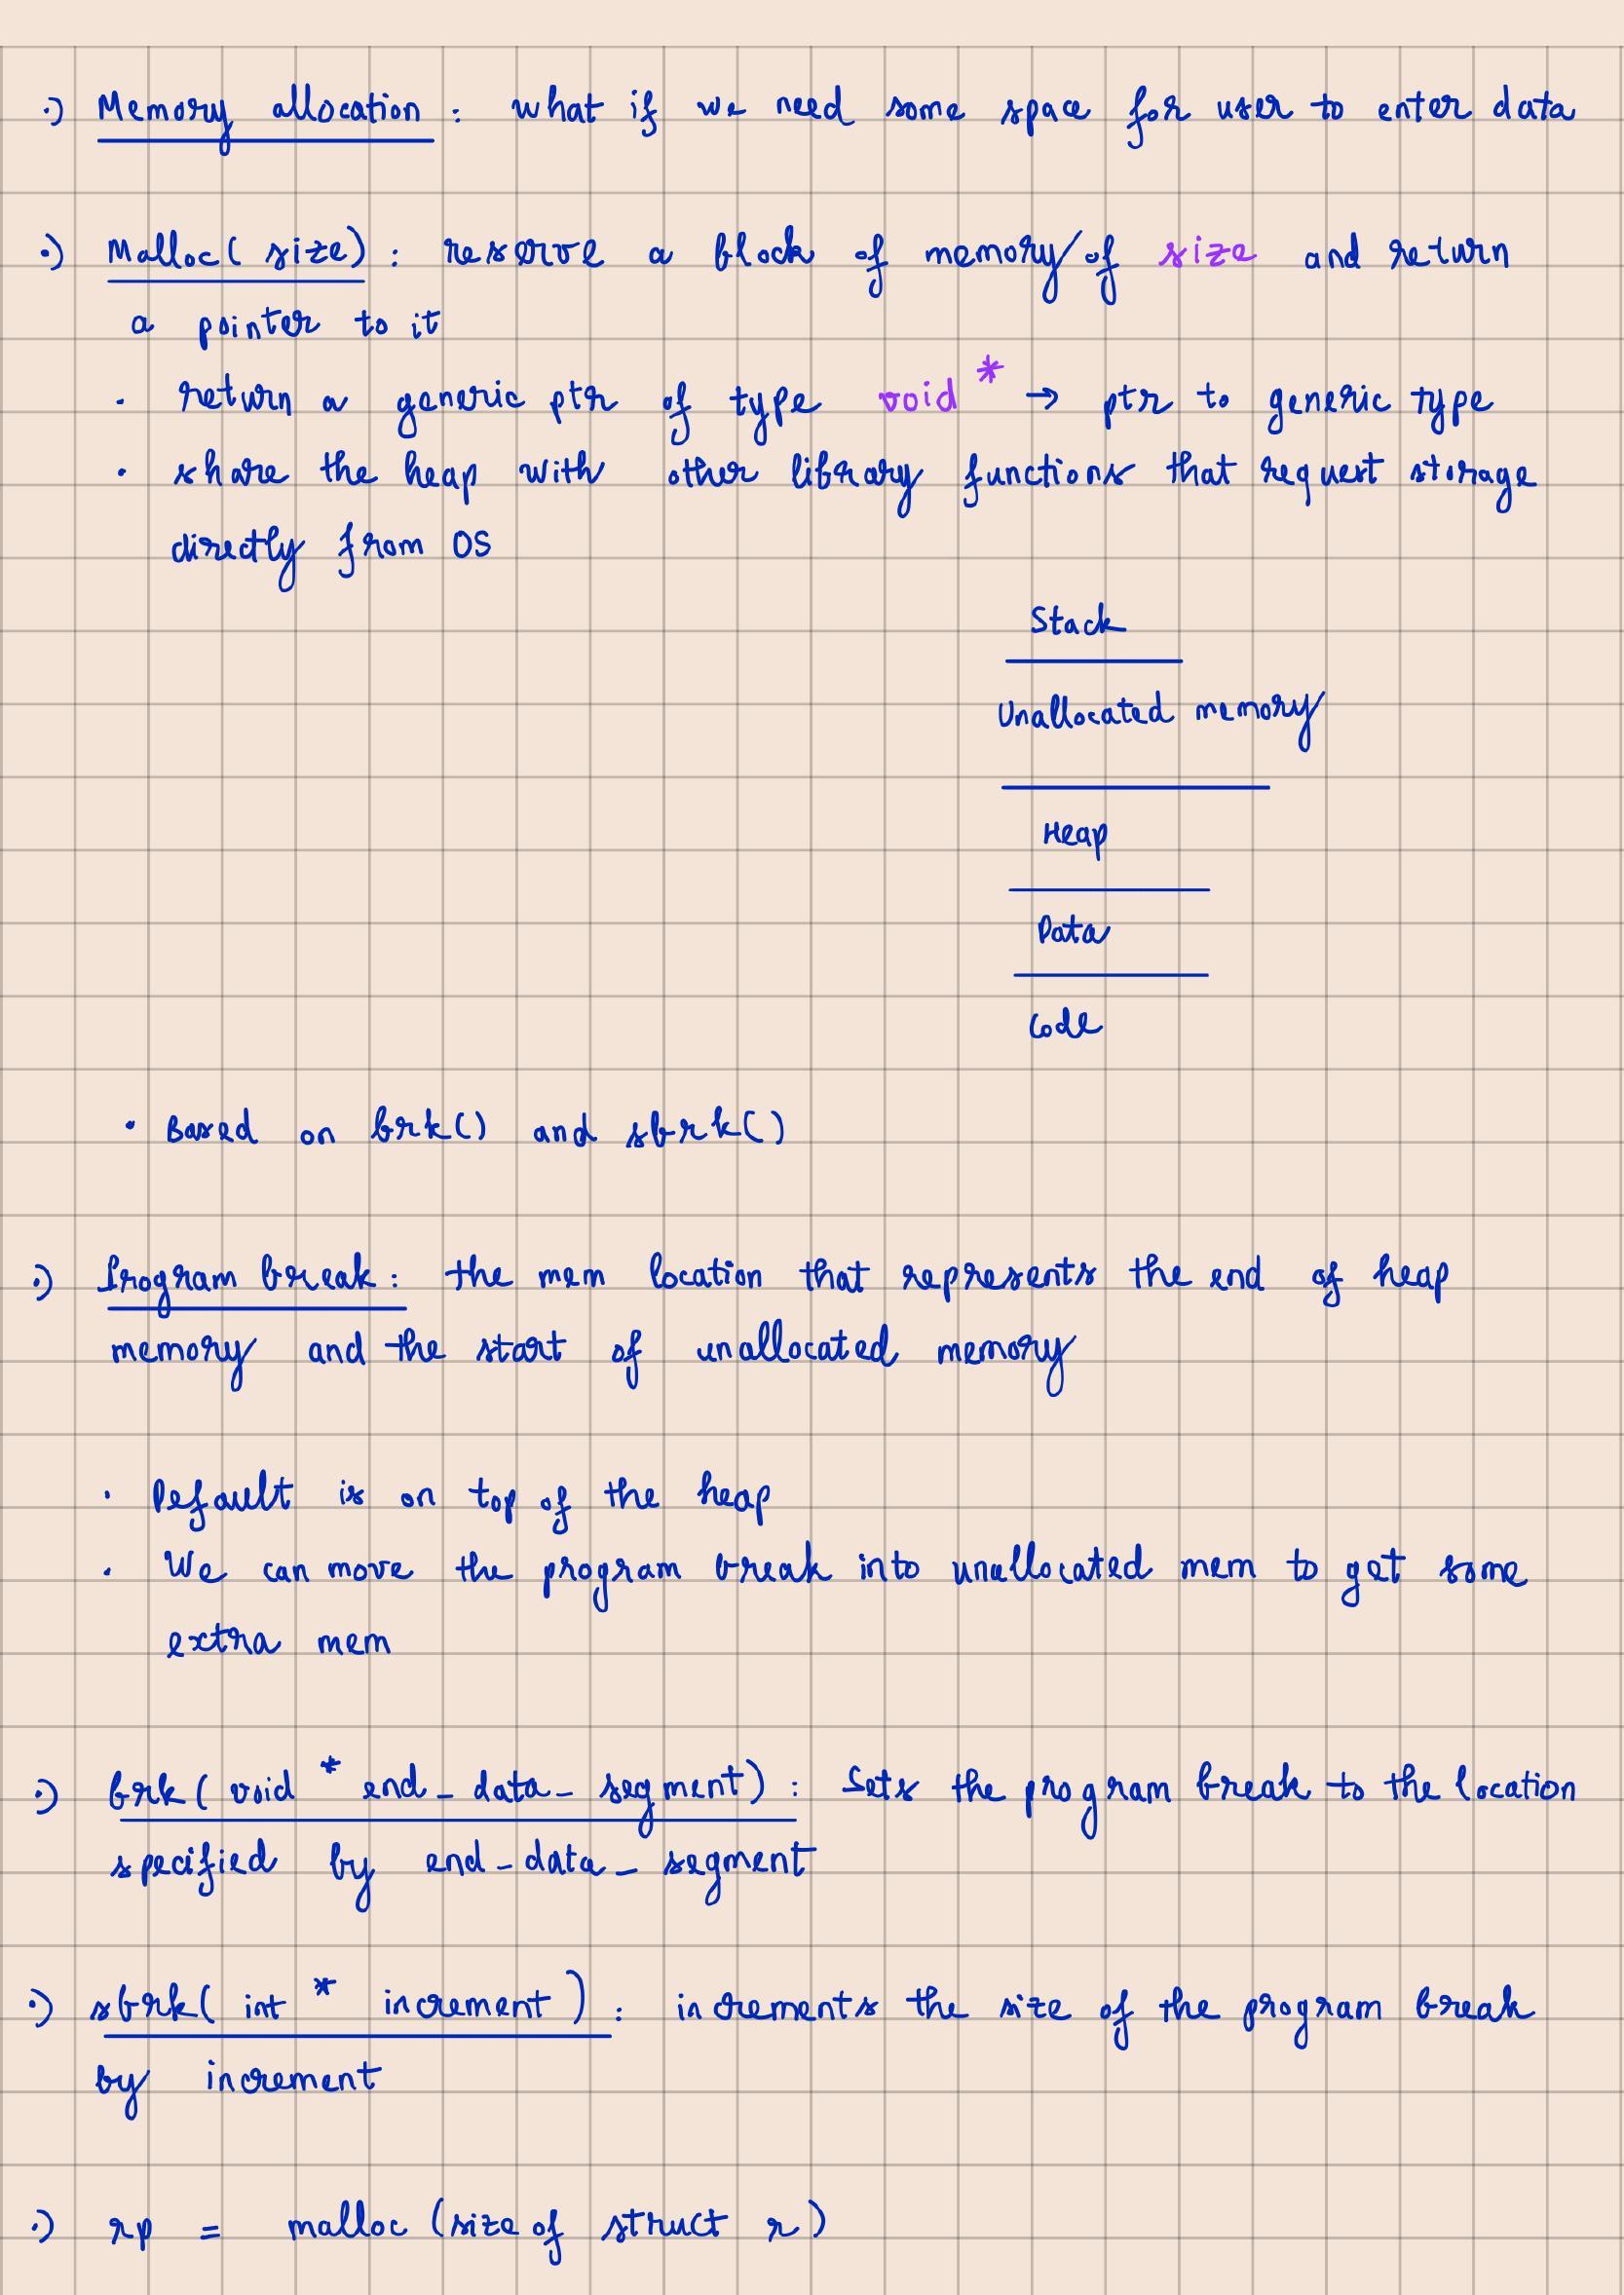 ·) Memory allocation : what if we need some space for user to enter data
·) Malloc( size) : reserve a block of memory of size and return
a pointer to it
· return a generic ptr of type void * → ptr to generic type
· share the heap with other library functions that request storage
directly from OS
Stack
Unallocated memory
Heap
Data
Code
· Based on brk() and sbrk()
·) Program break : the mem location that represents the end of heap
memory and the start of unallocated memory
· Default is on top of the heap
· We can move the program break into unallocated mem to get some
extra mem
·) brk( void * end_data_segment) : Sets the program break to the location
specified by end_data_segment
·) sbrk( int * increment ) : increments the size of the program break
by increment
·) rp = malloc (size of struct r)